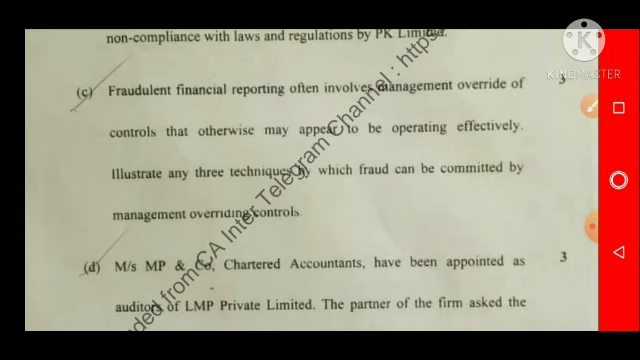 non-compliance with laws and regulations by PK Limited.
(c) Fraudulent financial reporting often involves management override of 3
controls that otherwise may appear to be operating effectively.
Illustrate any three techniques by which fraud can be committed by
management overriding controls.
(d) M/s MP & Co, Chartered Accountants, have been appointed as 3
auditors of LMP Private Limited. The partner of the firm asked the
from CA Inter Telegram Channel : https
K
KINEMASTER